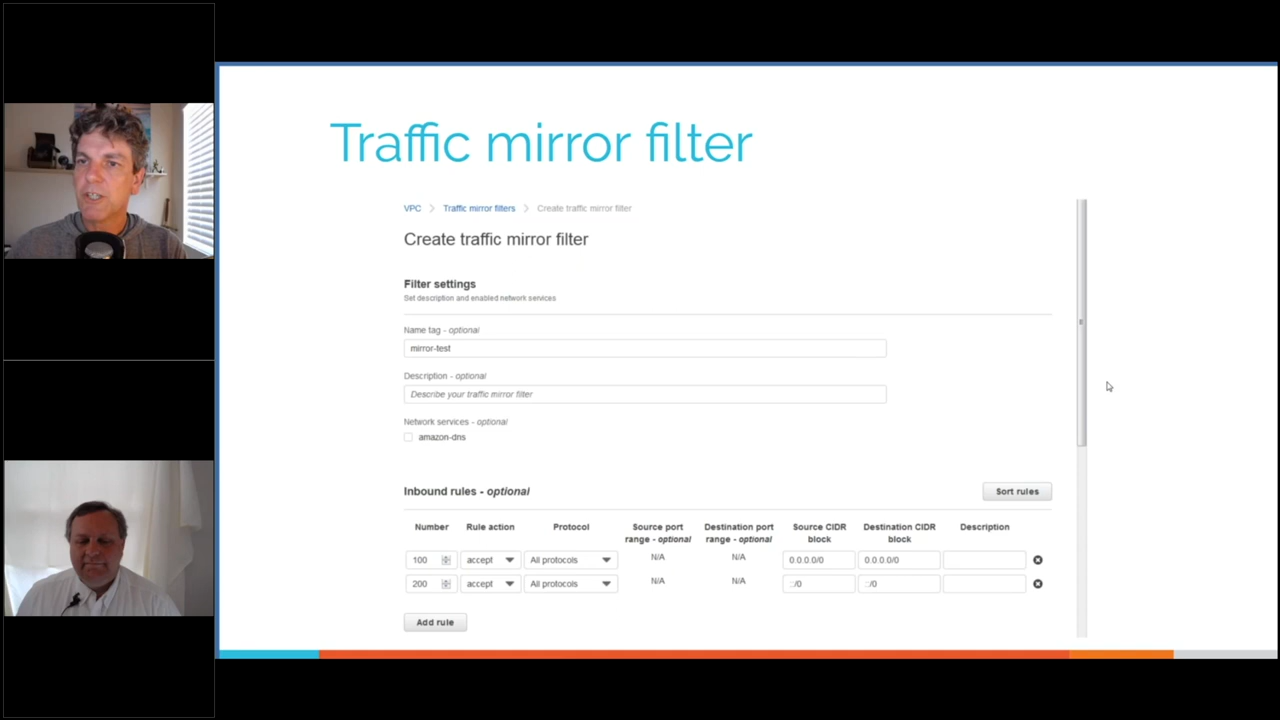 Traffic mirror filter
VPC > Traffic mirror filters > Create traffic mirror filter
Create traffic mirror filter
Filter settings
Set description and enabled network services
Name tag - optional
mirror-test
Description - optional
Describe your traffic mirror filter
Network services - optional
amazon-dns
Inbound rules - optional
Sort rules
Number Rule action Protocol Source port range - optional Destination port range - optional Source CIDR block Destination CIDR block Description
100 accept All protocols N/A N/A 0.0.0.0/0 0.0.0.0/0
200 accept All protocols N/A N/A ::/0 ::/0
Add rule